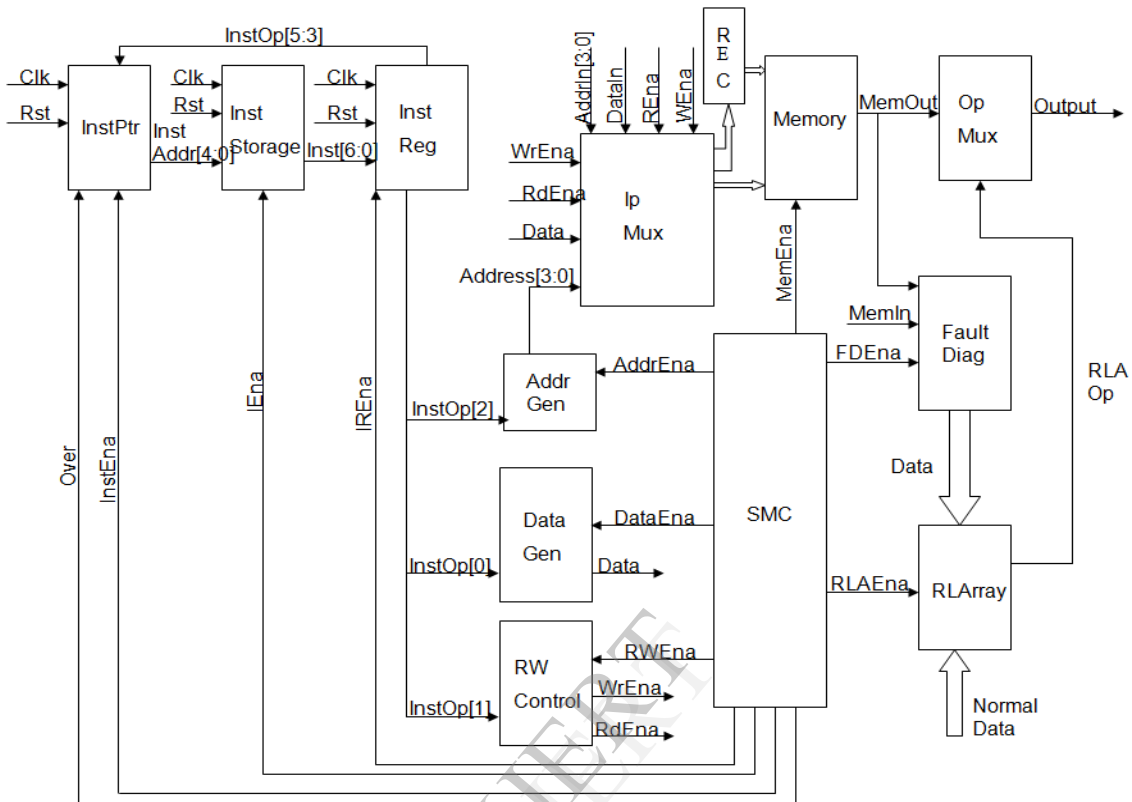 InstOp[5:3]
Clk
Rst
InstPtr
Inst
Addr[4:0]
Clk
Rst
Inst
Storage
Inst[6:0]
Clk
Rst
Inst
Reg
AddrIn[3:0]
DataIn
REna
WEna
R
E
C
WrEna
RdEna
Data
Address[3:0]
Ip
Mux
Memory
MemOut
Op
Mux
Output
MemEna
MemIn
FDEna
Fault
Diag
RLA
Op
AddrEna
Addr
Gen
InstOp[2]
Over
InstEna
IEna
IREna
Data
DataEna
Data
Gen
InstOp[0]
Data
SMC
RLAEna
RLArray
RWEna
RW
Control
WrEna
InstOp[1]
RdEna
Normal
Data
IJERT